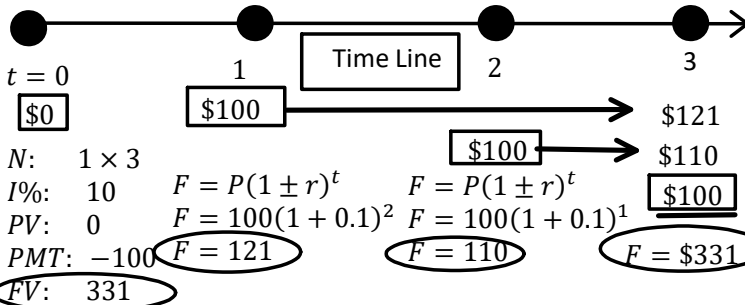 Time Line
t = 0 1 2 3
$0 $100 $121
$100 $110
$100
N: 1 × 3
I%: 10
PV: 0
PMT: −100
FV: 331
F = P(1 ± r)^t
F = 100(1 + 0.1)^2
F = 121
F = P(1 ± r)^t
F = 100(1 + 0.1)^1
F = 110
F = $331